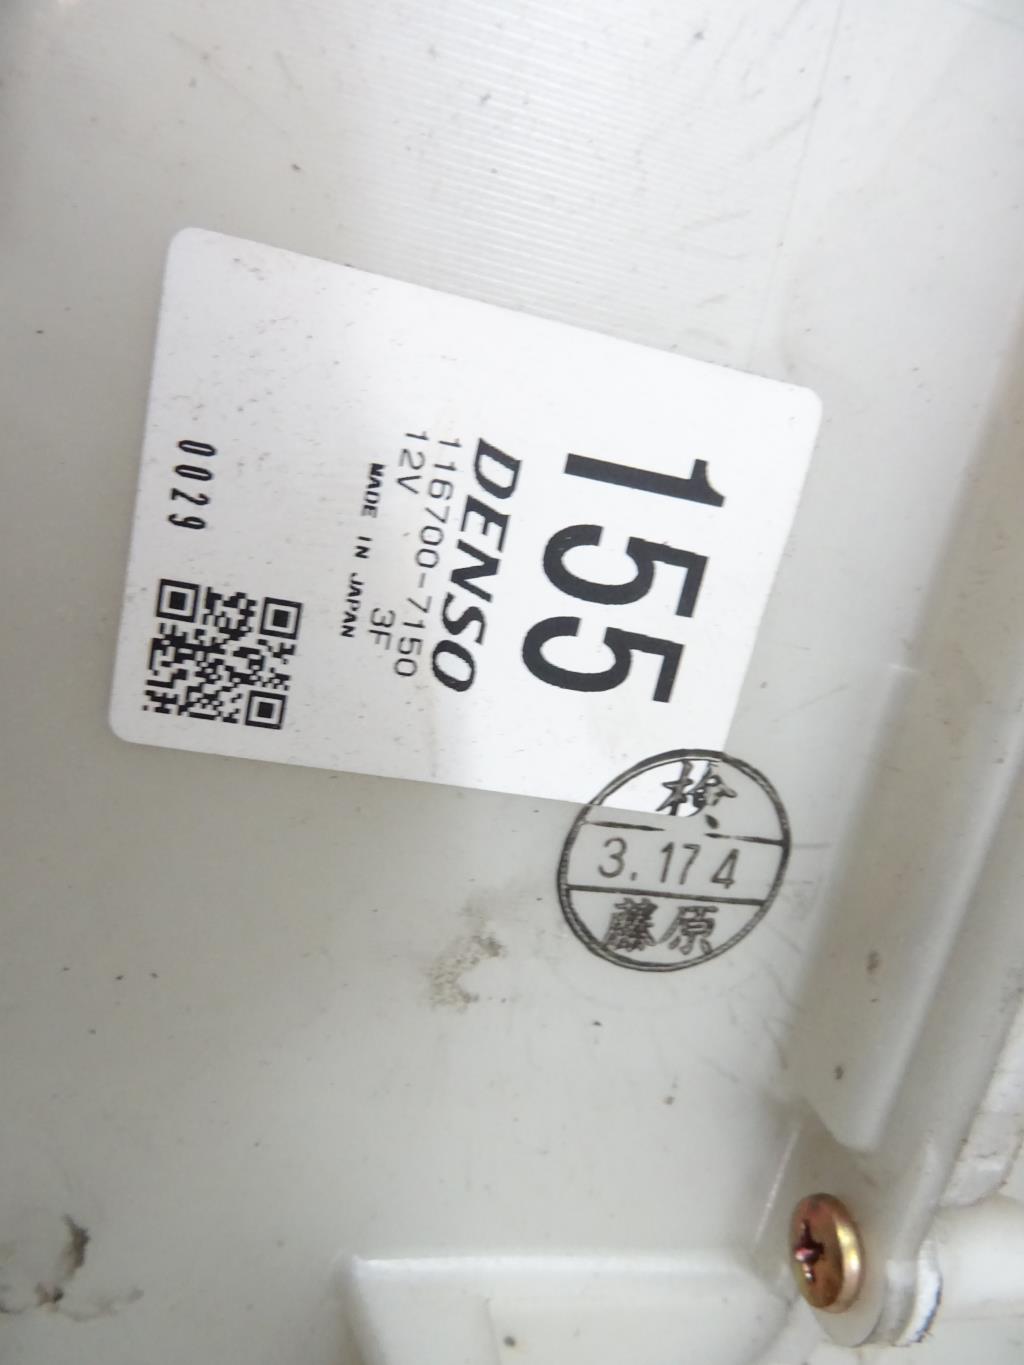 155
DENSO
116700-7150
12V 3F
MADE IN JAPAN
0029
検
3.17 4
藤原